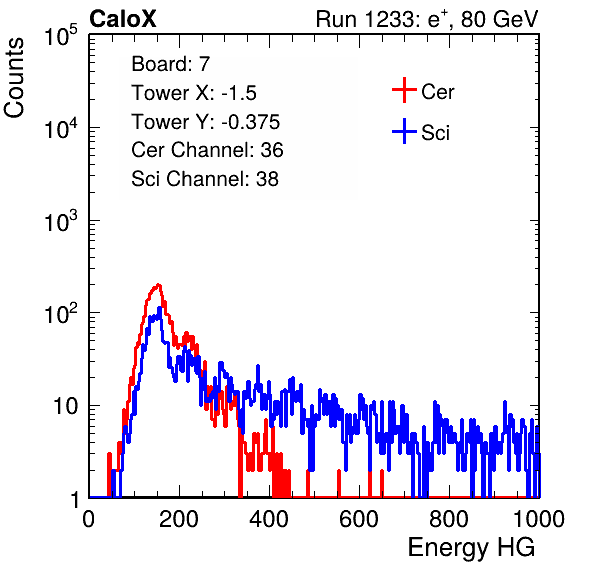 CaloX Run 1233: e⁺, 80 GeV
Counts
10⁵
10⁴
10³
10²
10
1
Board: 7
Tower X: -1.5
Tower Y: -0.375
Cer Channel: 36
Sci Channel: 38
Cer
Sci
0 200 400 600 800 1000
Energy HG